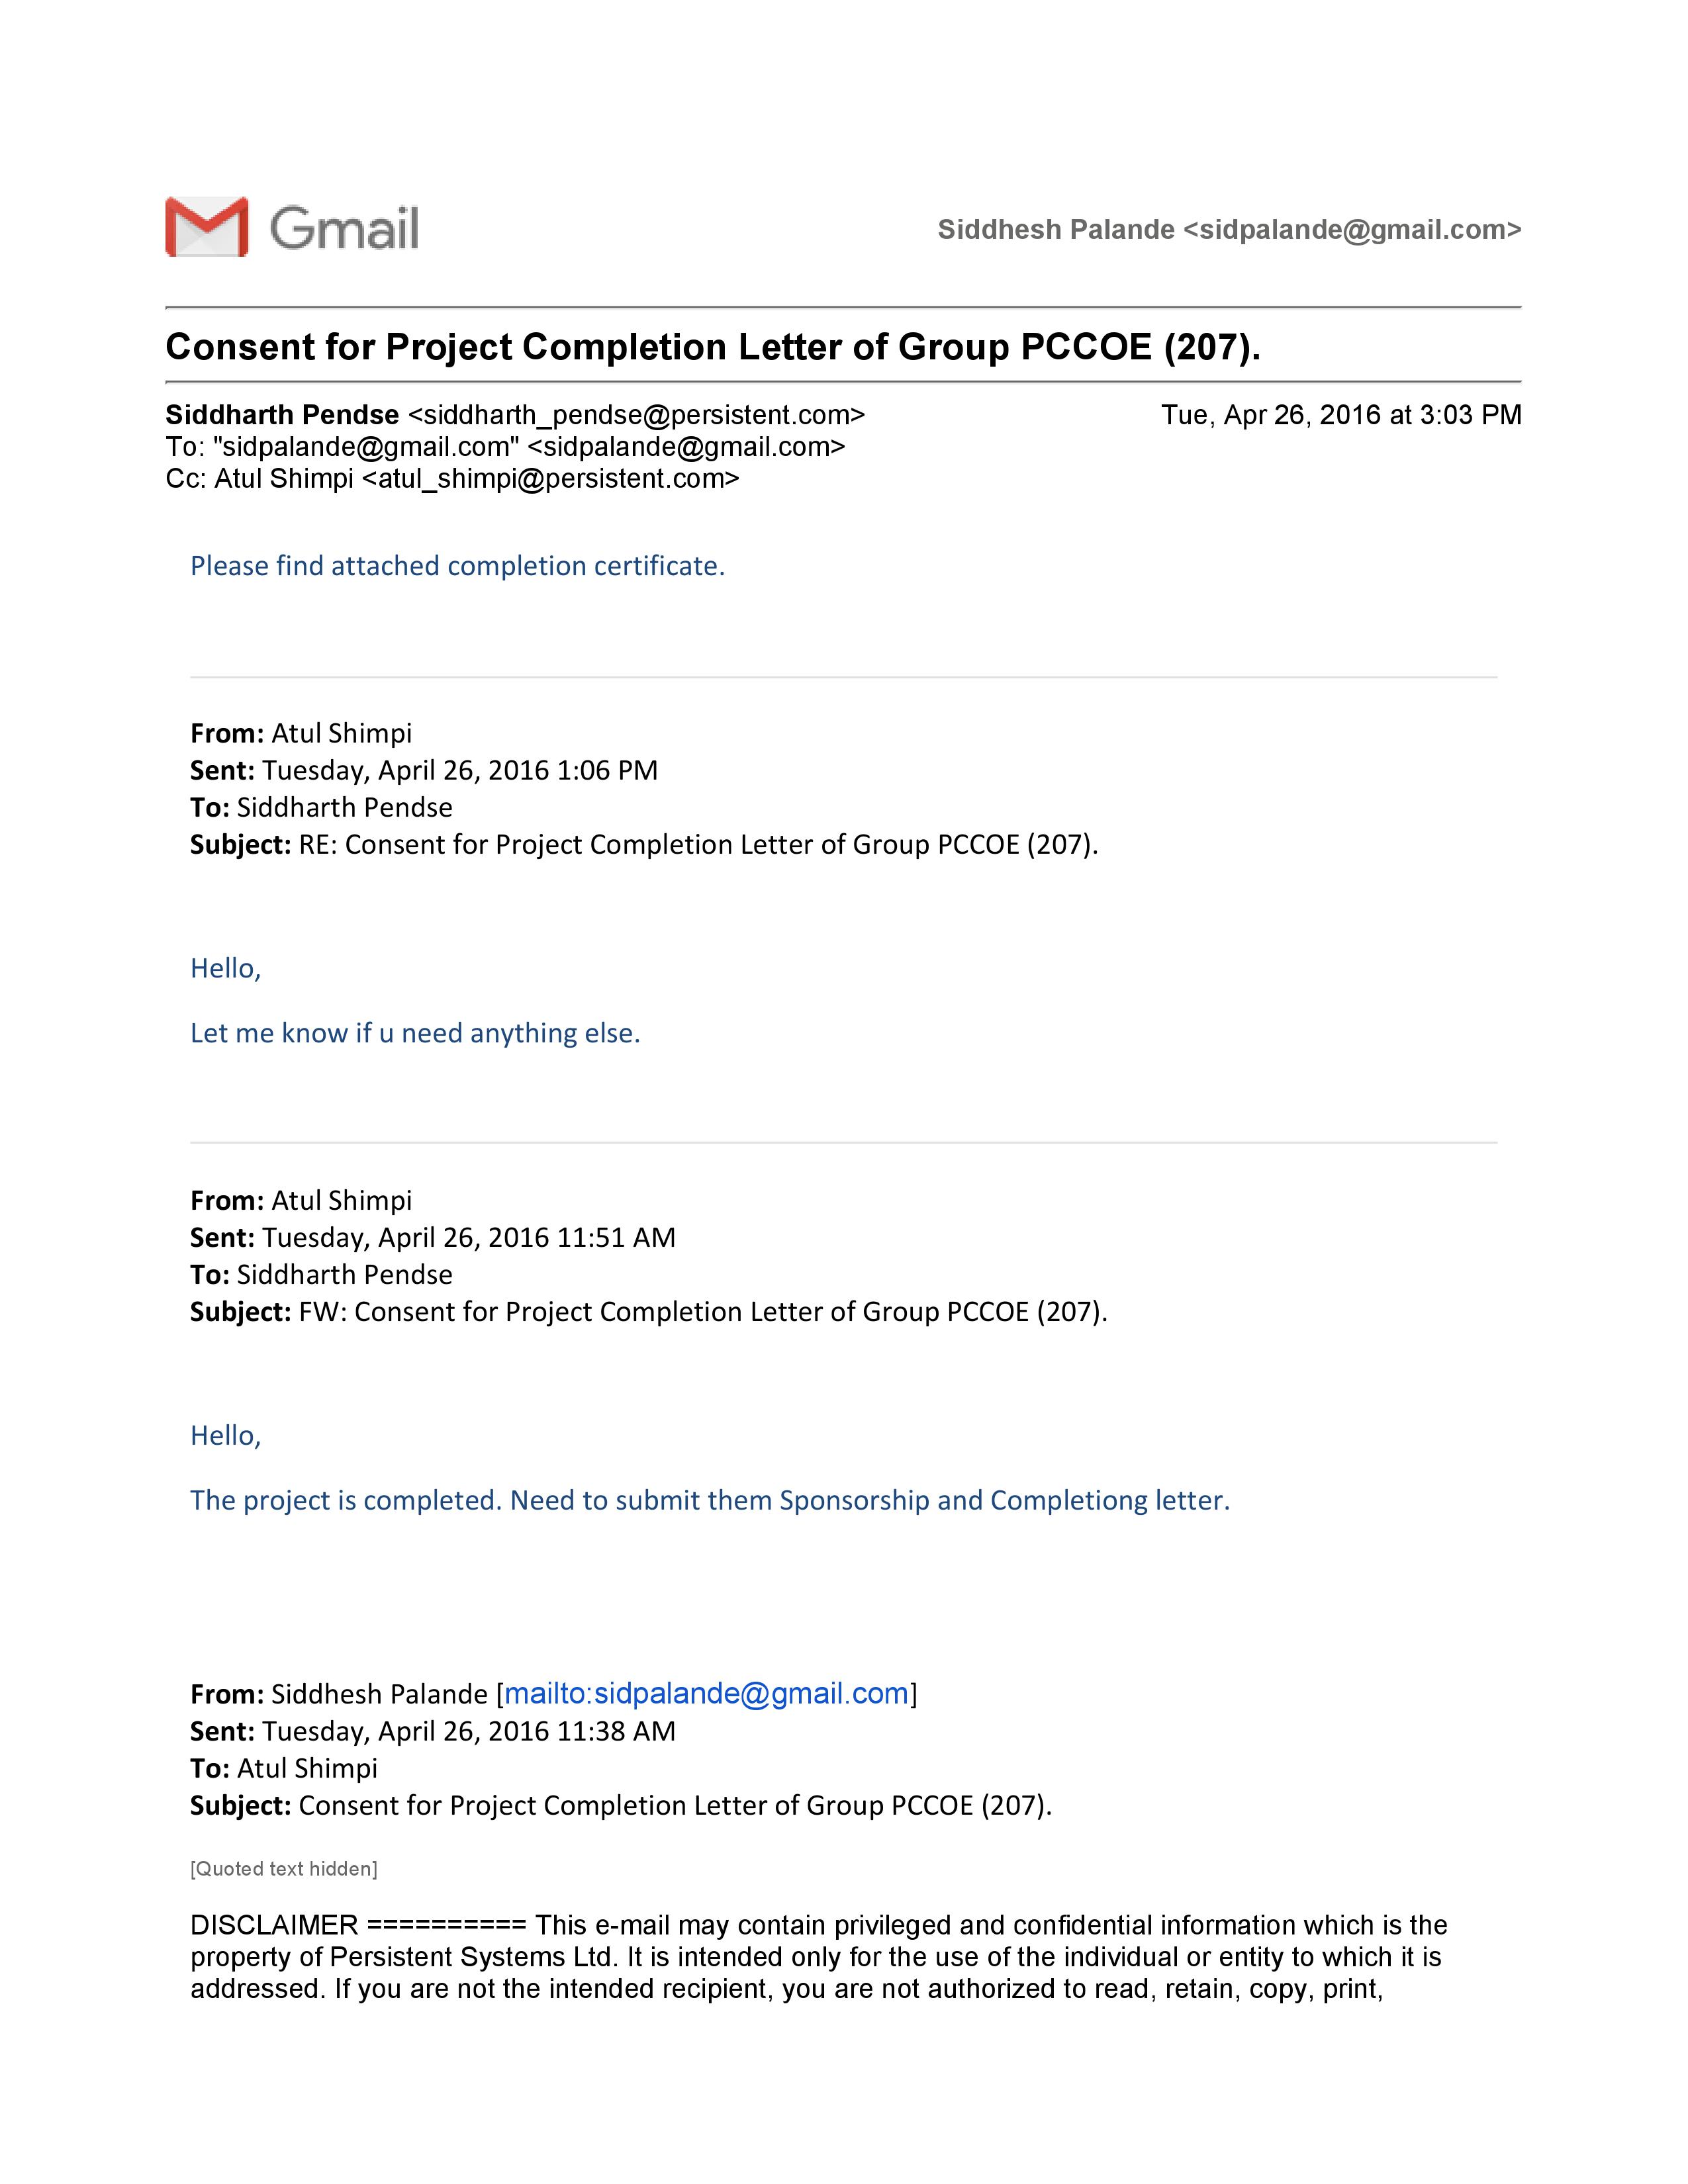 Gmail
Siddhesh Palande <sidpalande@gmail.com>
Consent for Project Completion Letter of Group PCCOE (207).
Siddharth Pendse <siddharth_pendse@persistent.com>
Tue, Apr 26, 2016 at 3:03 PM
To: "sidpalande@gmail.com" <sidpalande@gmail.com>
Cc: Atul Shimpi <atul_shimpi@persistent.com>
Please find attached completion certificate.
From: Atul Shimpi
Sent: Tuesday, April 26, 2016 1:06 PM
To: Siddharth Pendse
Subject: RE: Consent for Project Completion Letter of Group PCCOE (207).
Hello,
Let me know if u need anything else.
From: Atul Shimpi
Sent: Tuesday, April 26, 2016 11:51 AM
To: Siddharth Pendse
Subject: FW: Consent for Project Completion Letter of Group PCCOE (207).
Hello,
The project is completed. Need to submit them Sponsorship and Completiong letter.
From: Siddhesh Palande [mailto:sidpalande@gmail.com]
Sent: Tuesday, April 26, 2016 11:38 AM
To: Atul Shimpi
Subject: Consent for Project Completion Letter of Group PCCOE (207).
[Quoted text hidden]
DISCLAIMER ========== This e-mail may contain privileged and confidential information which is the
property of Persistent Systems Ltd. It is intended only for the use of the individual or entity to which it is
addressed. If you are not the intended recipient, you are not authorized to read, retain, copy, print,